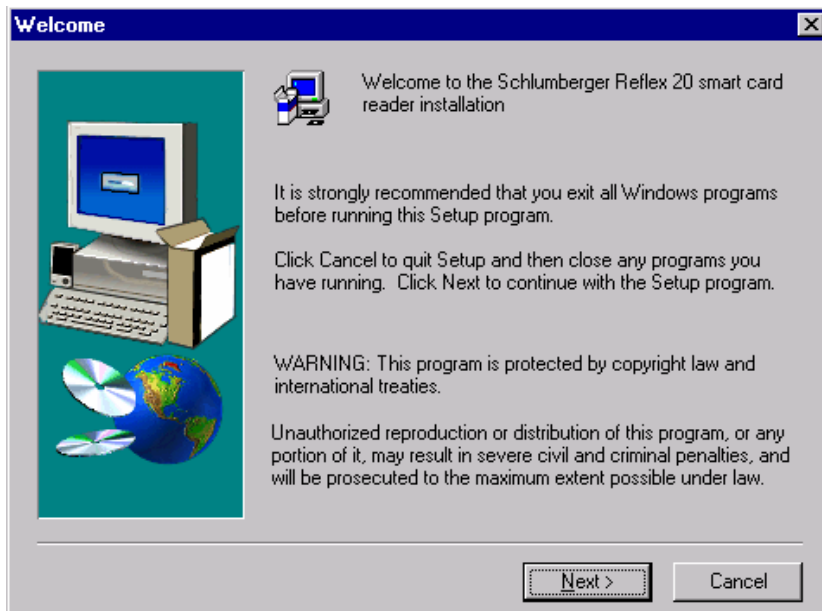 Welcome
Welcome to the Schlumberger Reflex 20 smart card
reader installation
It is strongly recommended that you exit all Windows programs
before running this Setup program.
Click Cancel to quit Setup and then close any programs you
have running.  Click Next to continue with the Setup program.
WARNING: This program is protected by copyright law and
international treaties.
Unauthorized reproduction or distribution of this program, or any
portion of it, may result in severe civil and criminal penalties, and
will be prosecuted to the maximum extent possible under law.
Next >
Cancel